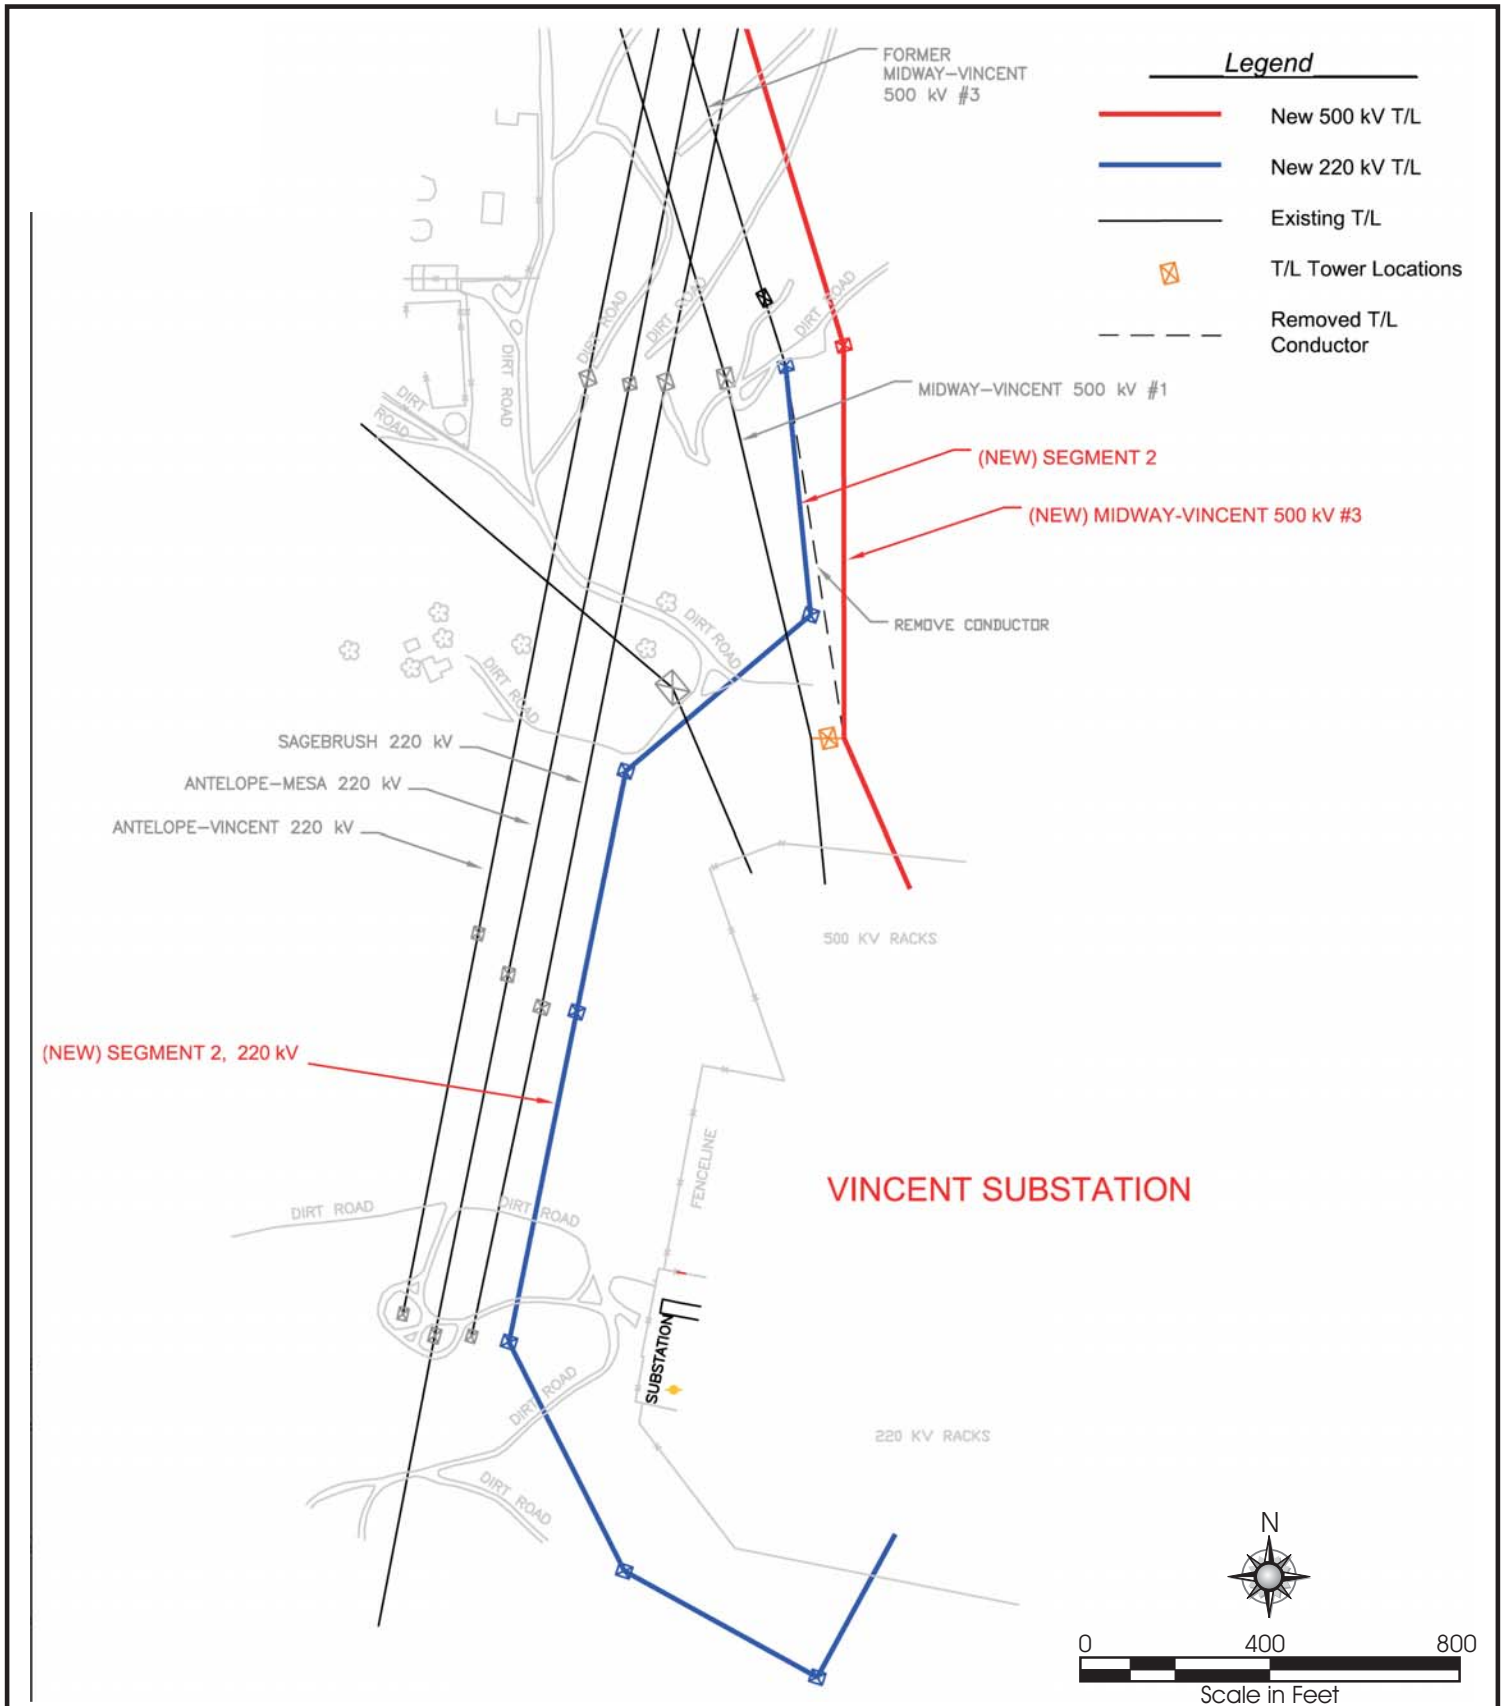 FORMER
MIDWAY-VINCENT
500 kV #3
Legend
New 500 kV T/L
New 220 kV T/L
Existing T/L
T/L Tower Locations
Removed T/L
Conductor
DIRT ROAD
DIRT ROAD
DIRT ROAD
DIRT ROAD
DIRT
ROAD
MIDWAY-VINCENT 500 kV #1
(NEW) SEGMENT 2
(NEW) MIDWAY-VINCENT 500 kV #3
REMOVE CONDUCTOR
DIRT ROAD
DIRT ROAD
SAGEBRUSH 220 kV
ANTELOPE-MESA 220 kV
ANTELOPE-VINCENT 220 kV
500 KV RACKS
(NEW) SEGMENT 2, 220 kV
FENCELINE
VINCENT SUBSTATION
DIRT ROAD
DIRT ROAD
SUBSTATION
DIRT ROAD
220 KV RACKS
DIRT ROAD
N
0 400 800
Scale in Feet